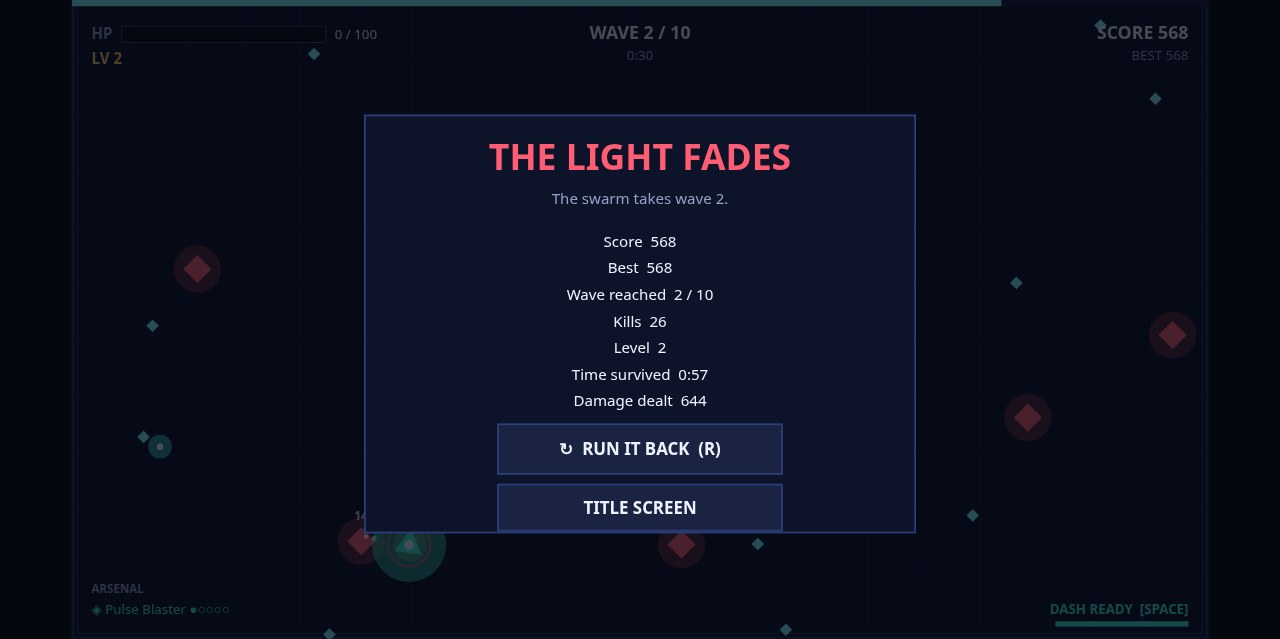 HP 0 / 100
WAVE 2 / 10
SCORE 568
LV 2
0:30
BEST 568
THE LIGHT FADES
The swarm takes wave 2.
Score 568
Best 568
Wave reached 2 / 10
Kills 26
Level 2
Time survived 0:57
Damage dealt 644
↻ RUN IT BACK (R)
TITLE SCREEN
ARSENAL
◈ Pulse Blaster ●○○○○
DASH READY [SPACE]